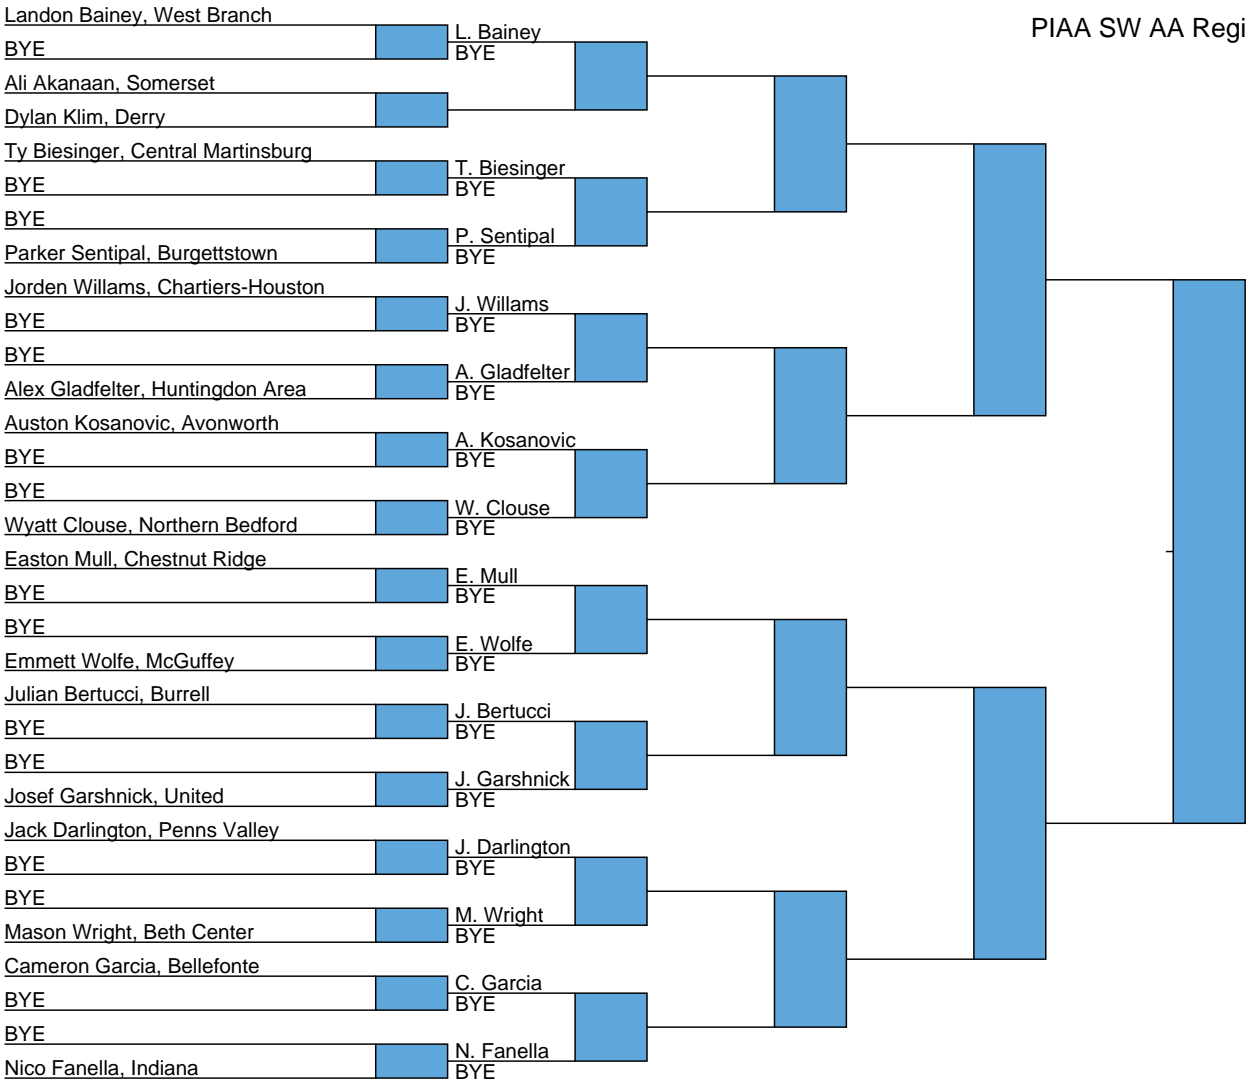 Landon Bainey, West Branch
BYE
Ali Akanaan, Somerset
Dylan Klim, Derry
Ty Biesinger, Central Martinsburg
BYE
BYE
Parker Sentipal, Burgettstown
Jorden Willams, Chartiers-Houston
BYE
BYE
Alex Gladfelter, Huntingdon Area
Auston Kosanovic, Avonworth
BYE
BYE
Wyatt Clouse, Northern Bedford
Easton Mull, Chestnut Ridge
BYE
BYE
Emmett Wolfe, McGuffey
Julian Bertucci, Burrell
BYE
BYE
Josef Garshnick, United
Jack Darlington, Penns Valley
BYE
BYE
Mason Wright, Beth Center
Cameron Garcia, Bellefonte
BYE
BYE
Nico Fanella, Indiana
L. Bainey
BYE
T. Biesinger
BYE
P. Sentipal
BYE
J. Willams
BYE
A. Gladfelter
BYE
A. Kosanovic
BYE
W. Clouse
BYE
E. Mull
BYE
E. Wolfe
BYE
J. Bertucci
BYE
J. Garshnick
BYE
J. Darlington
BYE
M. Wright
BYE
C. Garcia
BYE
N. Fanella
BYE
PIAA SW AA Regi